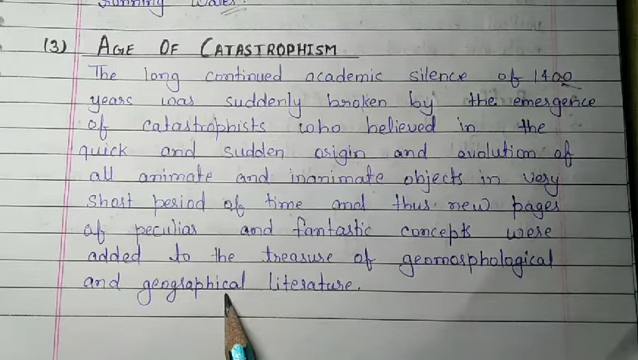 running water.
(3) AGE OF CATASTROPHISM
The long continued academic silence of 1400
years was suddenly broken by the emergence
of catastrophists who believed in the
quick and sudden origin and evolution of
all animate and inanimate objects in very
short period of time and thus new pages
of peculiar and fantastic concepts were
added to the treasure of geomorphological
and geographical literature.